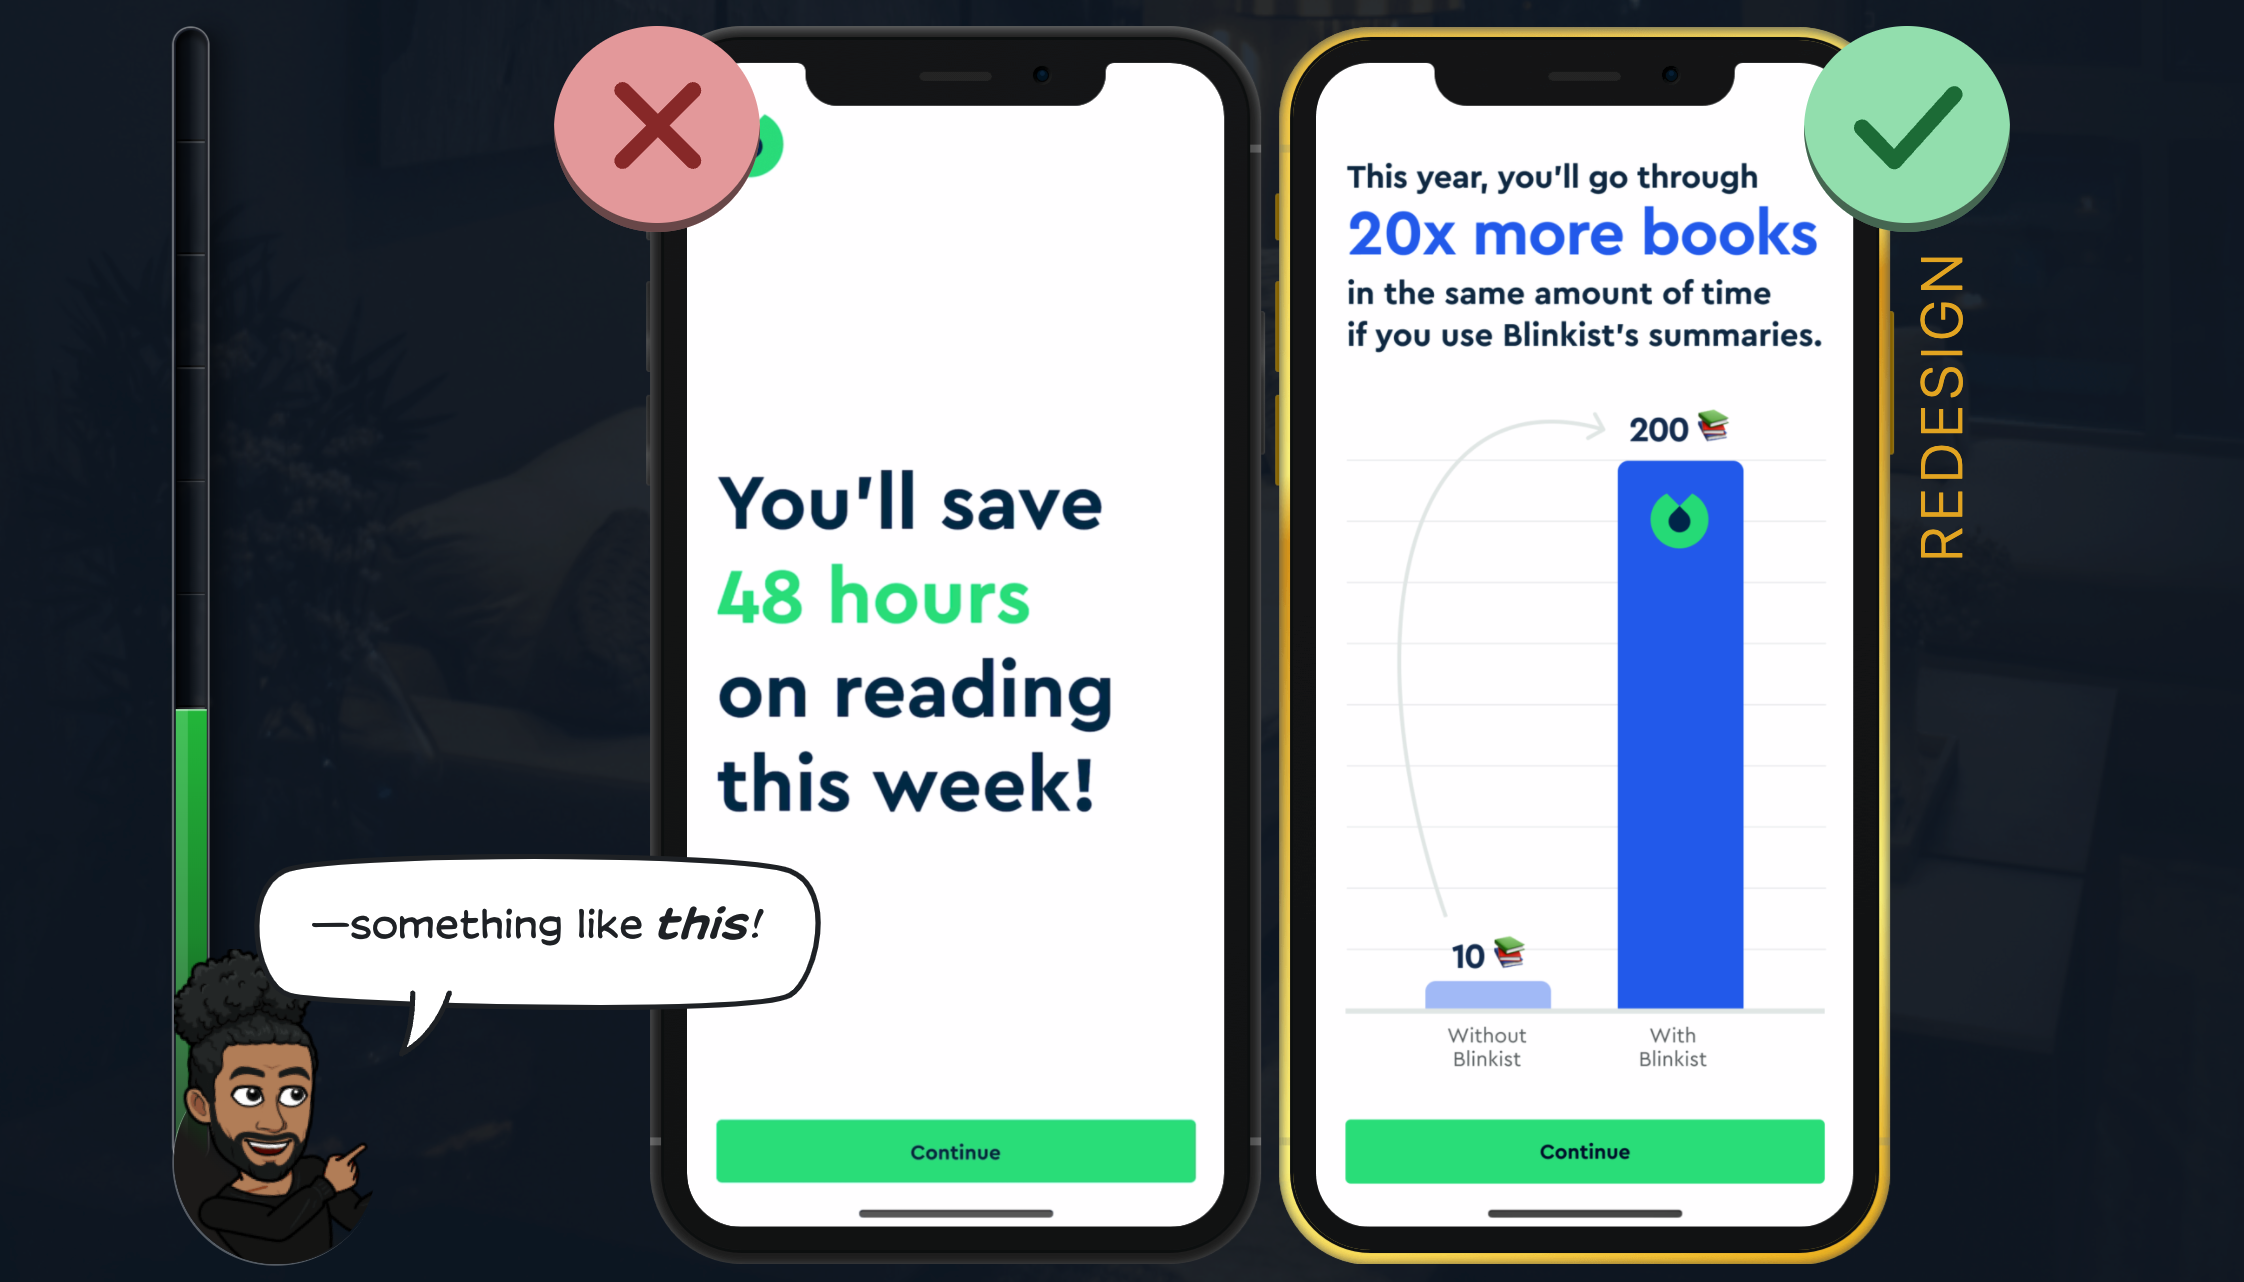 You'll save
48 hours
on reading
this week!
Continue
—something like this!
This year, you'll go through
20x more books
in the same amount of time
if you use Blinkist's summaries.
200
10
Without
Blinkist
With
Blinkist
Continue
REDESIGN